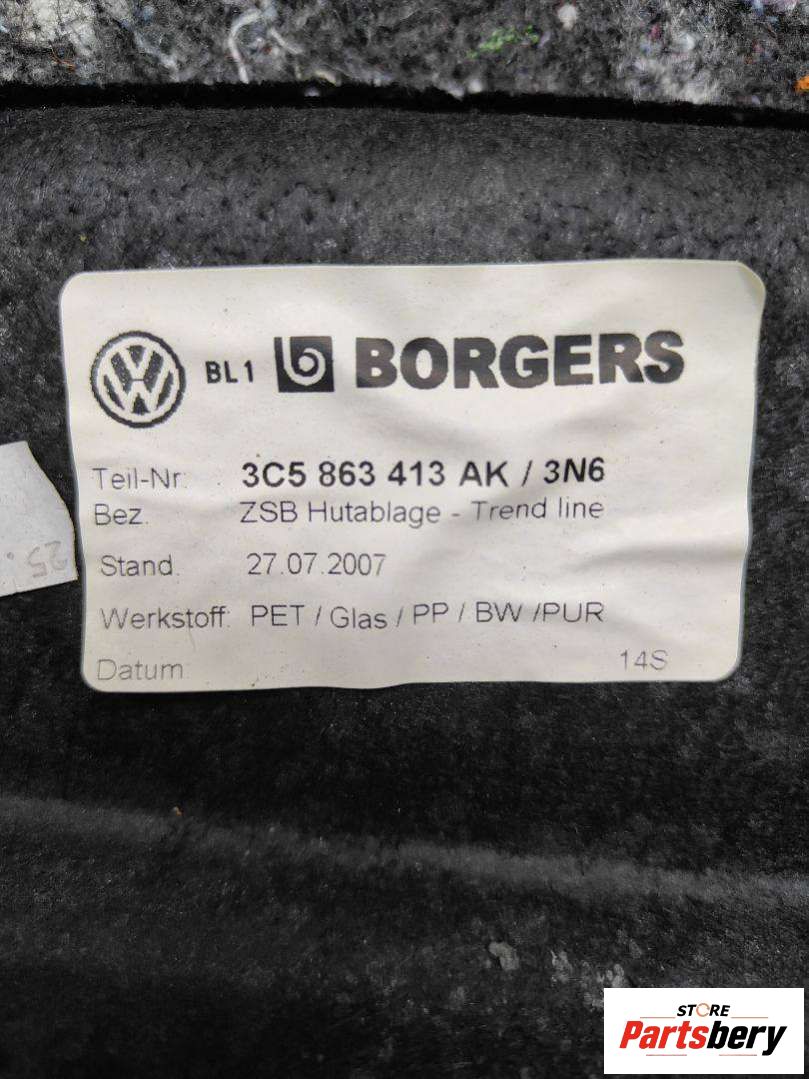 BL1 BORGERS
Teil-Nr: 3C5 863 413 AK / 3N6
Bez. ZSB Hutablage - Trend line
Stand. 27.07.2007
Werkstoff: PET / Glas / PP / BW /PUR
Datum 14S
25
STORE
Partsbery